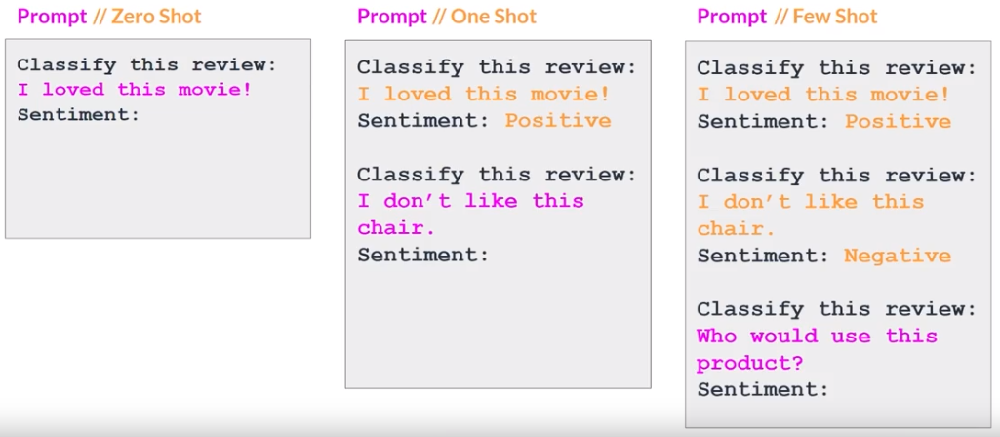 Prompt // Zero Shot
Classify this review:
I loved this movie!
Sentiment:
Prompt // One Shot
Classify this review:
I loved this movie!
Sentiment: Positive
Classify this review:
I don’t like this
chair.
Sentiment:
Prompt // Few Shot
Classify this review:
I loved this movie!
Sentiment: Positive
Classify this review:
I don’t like this
chair.
Sentiment: Negative
Classify this review:
Who would use this
product?
Sentiment: